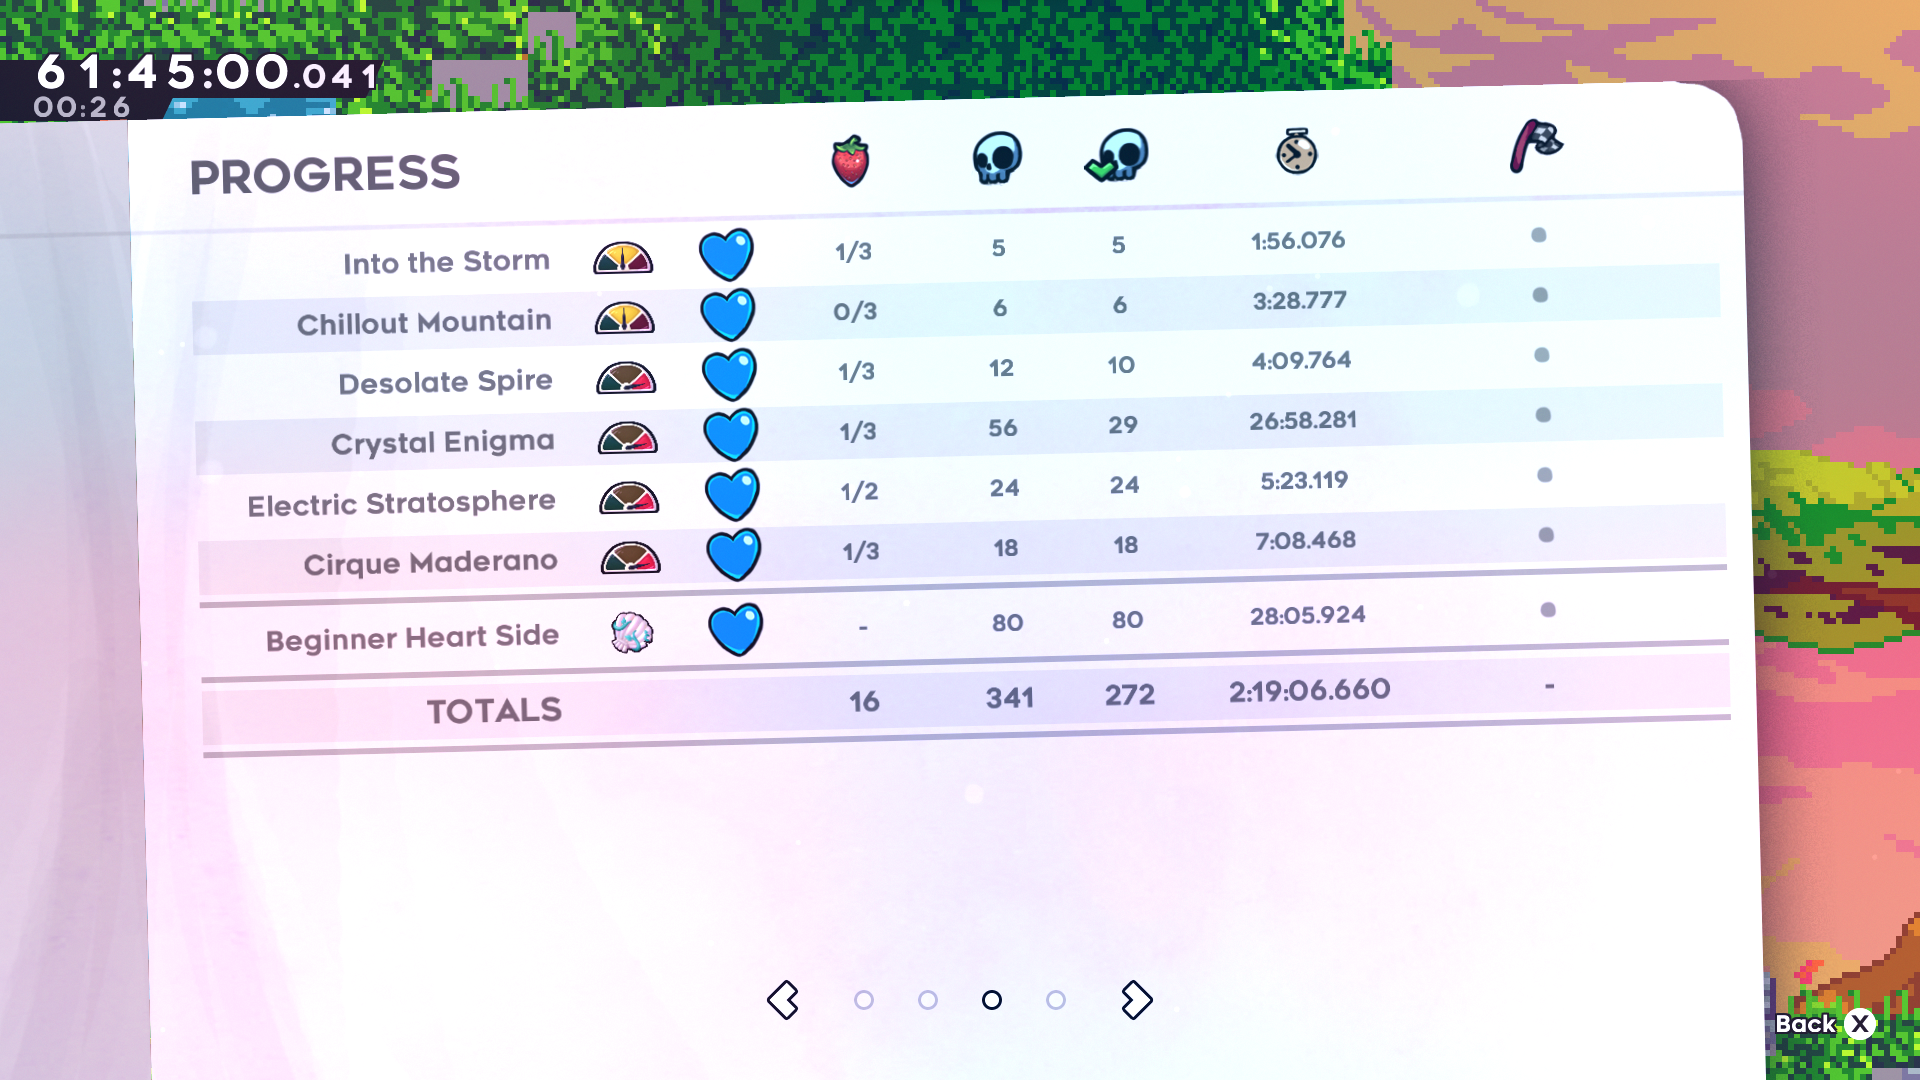 61:45:00.041
00:26
PROGRESS
Into the Storm 1/3 5 5 1:56.076
Chillout Mountain 0/3 6 6 3:28.777
Desolate Spire 1/3 12 10 4:09.764
Crystal Enigma 1/3 56 29 26:58.281
Electric Stratosphere 1/2 24 24 5:23.119
Cirque Maderano 1/3 18 18 7:08.468
Beginner Heart Side - 80 80 28:05.924
TOTALS 16 341 272 2:19:06.660 -
Back X